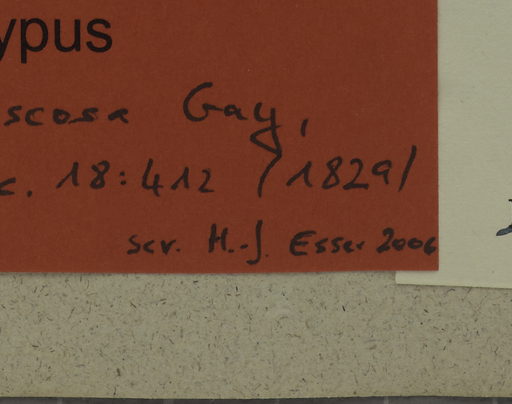 ypus
scosa Gay,
c. 18:412 (1829)
scr. H.-J. Esser 2006